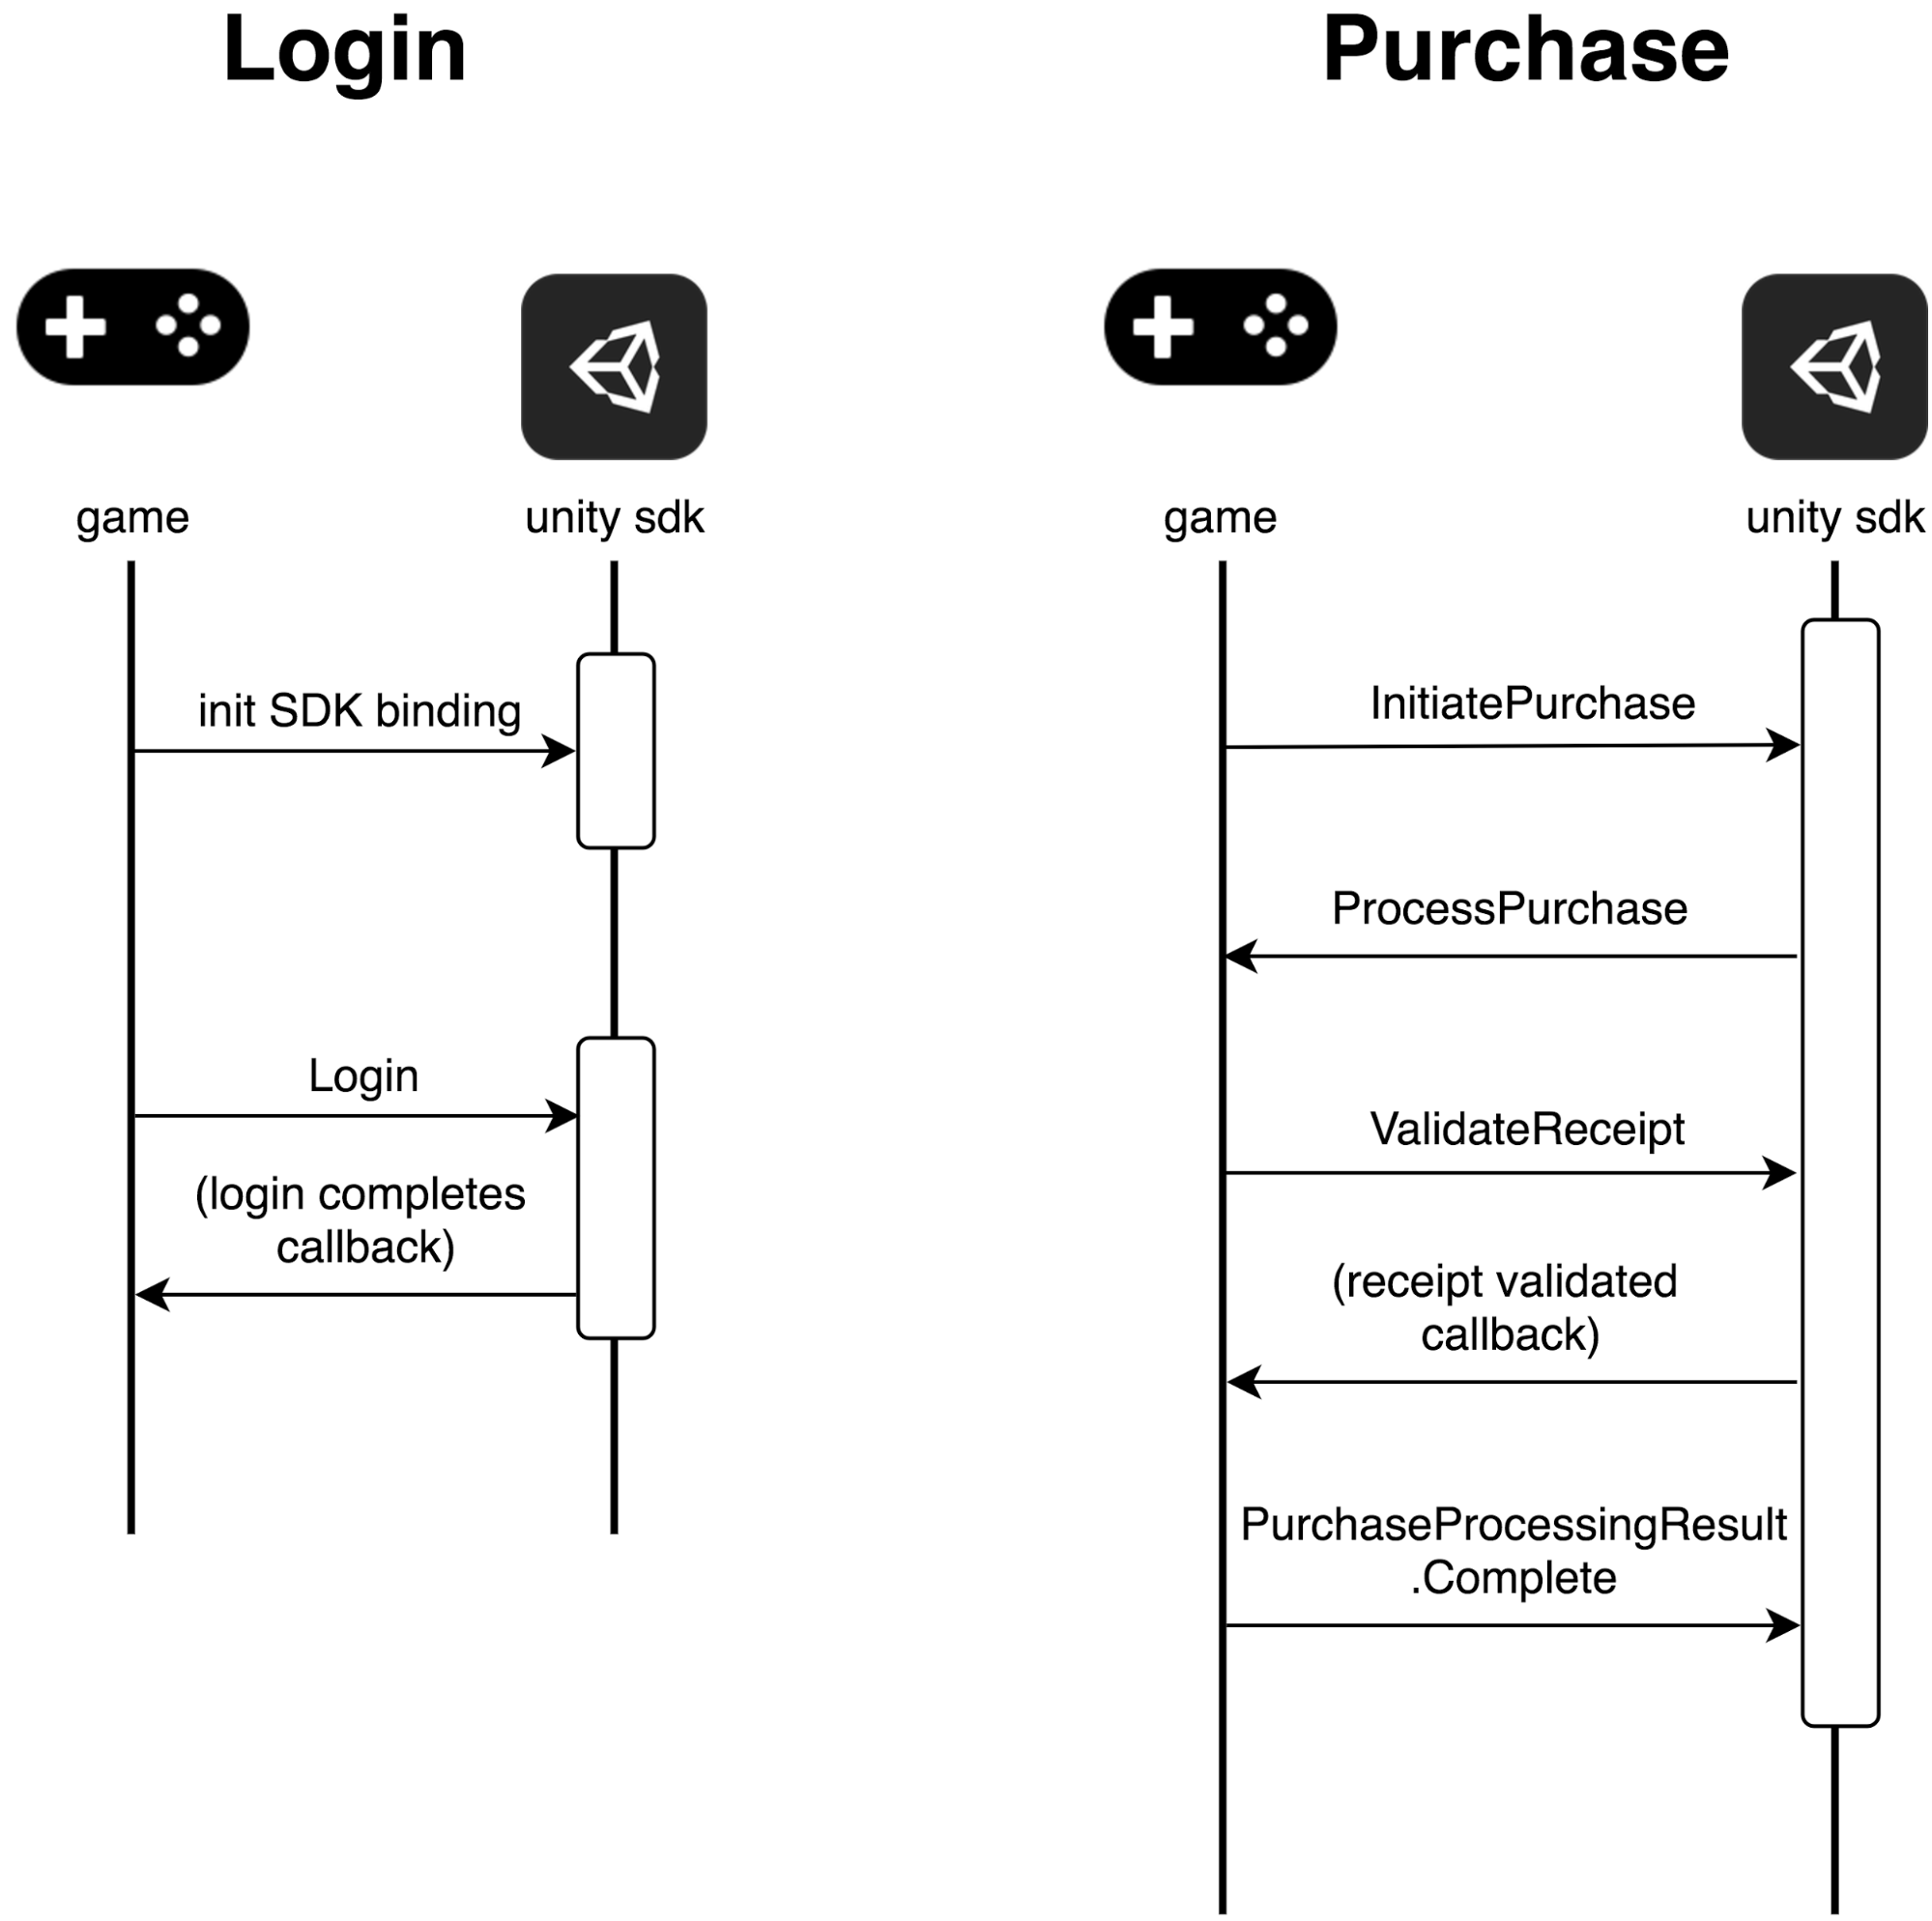 Login
game
unity sdk
init SDK binding
Login
(login completes
callback)
Purchase
game
unity sdk
InitiatePurchase
ProcessPurchase
ValidateReceipt
(receipt validated
callback)
PurchaseProcessingResult
.Complete